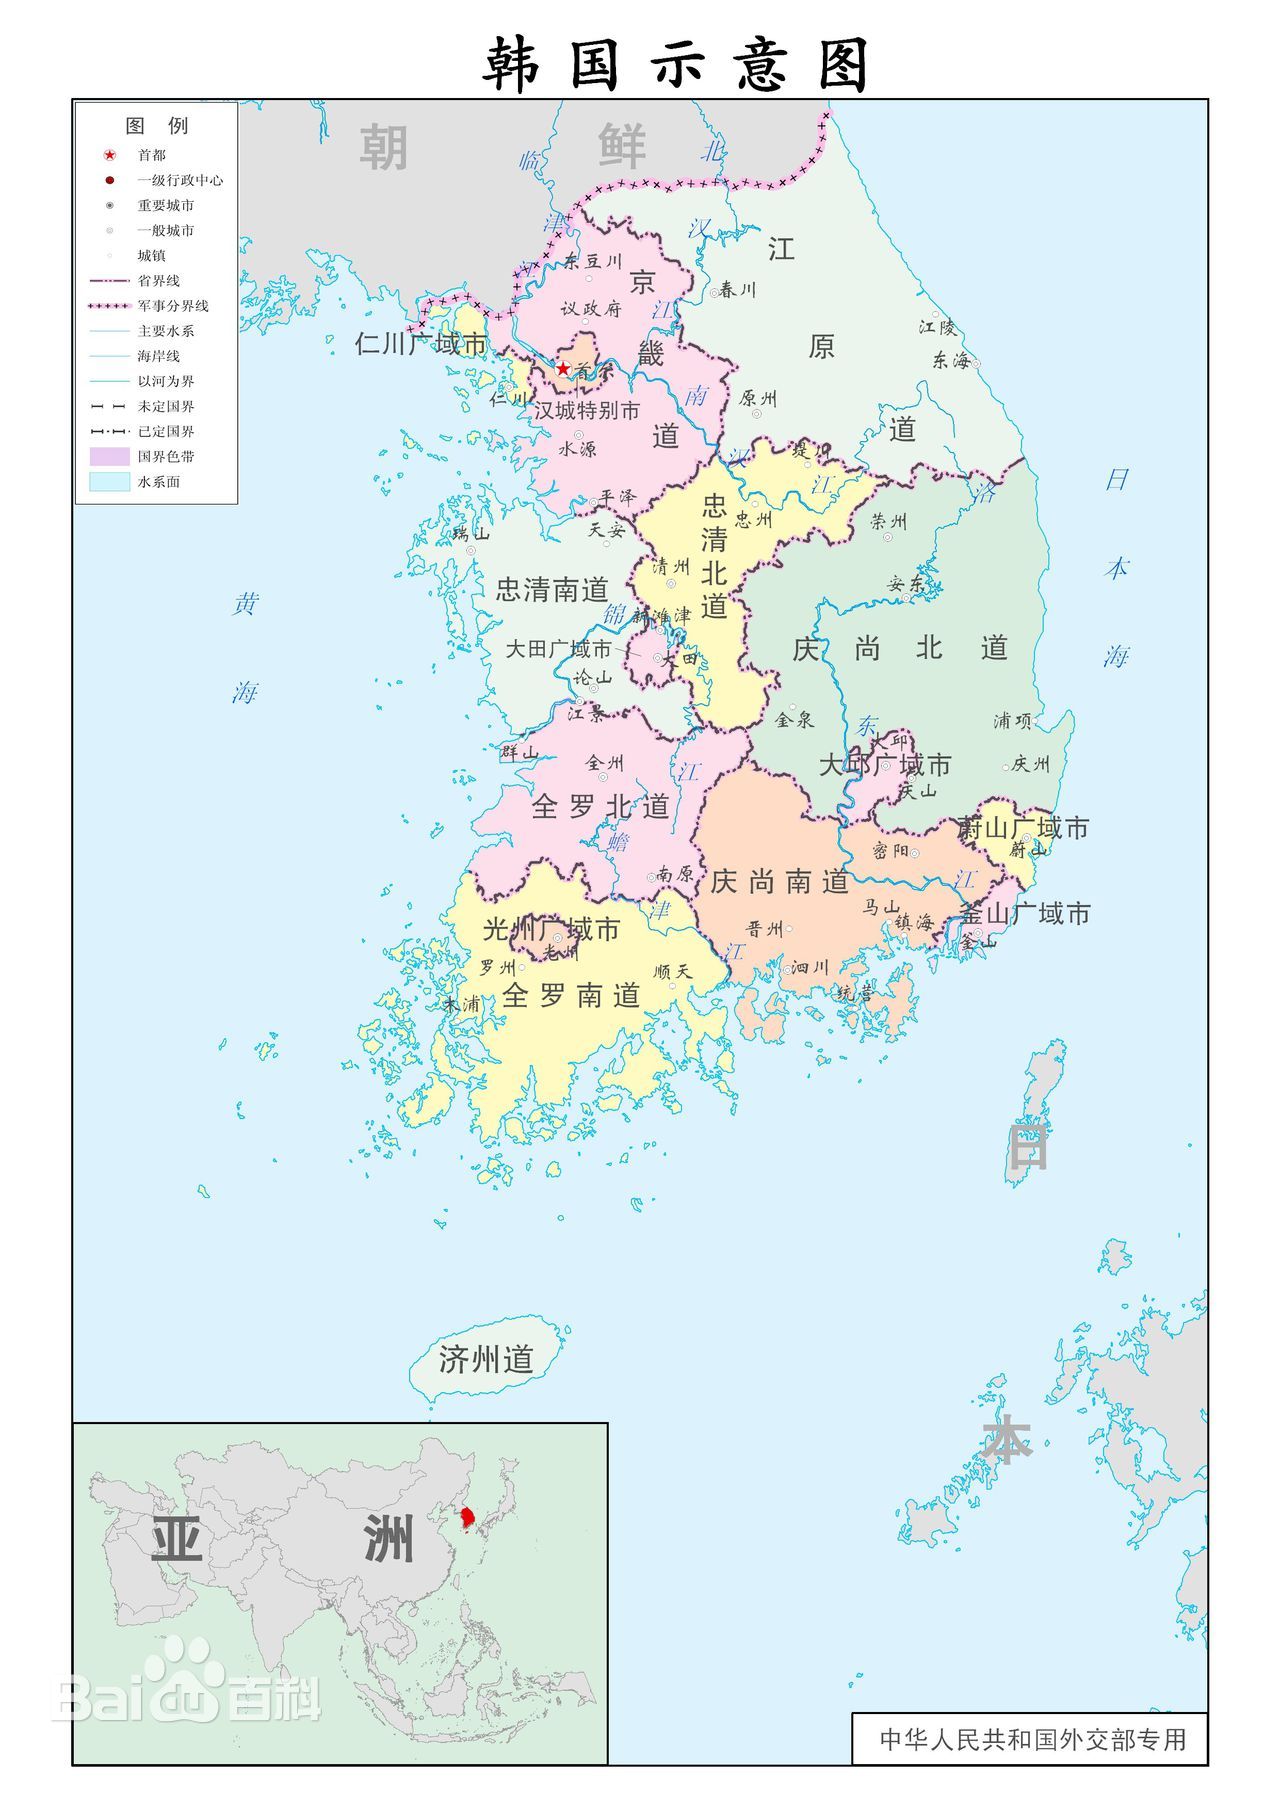 韩国示意图
图 例
首都
一级行政中心
重要城市
一般城市
城镇
省界线
军事分界线
主要水系
海岸线
以河为界
未定国界
已定国界
国界色带
水系面
朝 鲜
临
津
江
北
汉
江
江
原
道
京
畿
道
东豆川
议政府
春川
江陵
东海
仁川广域市
首尔
仁川
汉城特别市
原州
南
汉
江
水源
堤川
平泽
天安
瑞山
忠清北道
忠州
洛
荣州
清州
安东
忠清南道
锦
新滩津
大田广域市
大田
庆尚北道
论山
江景
金泉
浦项
东
大邱
大邱广域市
庆州
庆山
群山
全州
江
全罗北道
蟾
南原
津
江
蔚山广域市
蔚山
密阳
庆尚南道
江
马山
镇海
釜山广域市
釜山
晋州
泗川
统营
光州广域市
光州
罗州
顺天
全罗南道
木浦
黄
海
日
本
海
日
本
济州道
亚 洲
Bai du 百科
中华人民共和国外交部专用